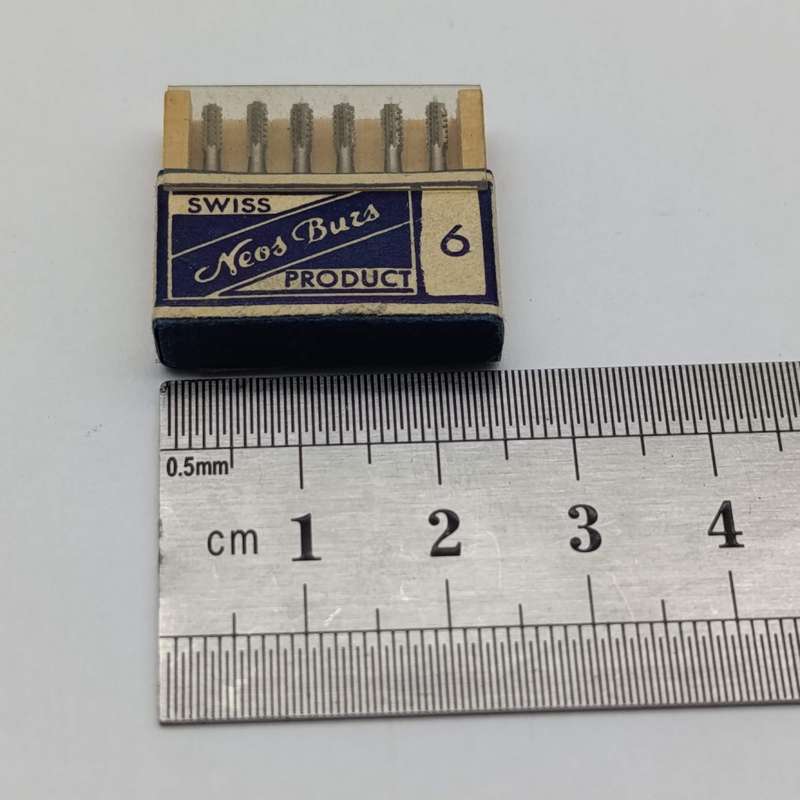 SWISS
Neos Burs
PRODUCT
6
0.5mm
cm 1 2 3 4